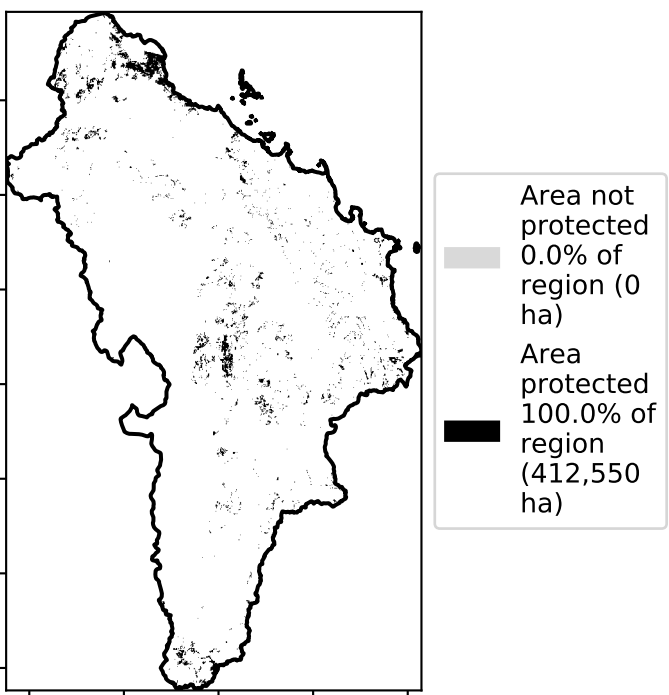 Area not
protected
0.0% of
region (0
ha)
Area
protected
100.0% of
region
(412,550
ha)